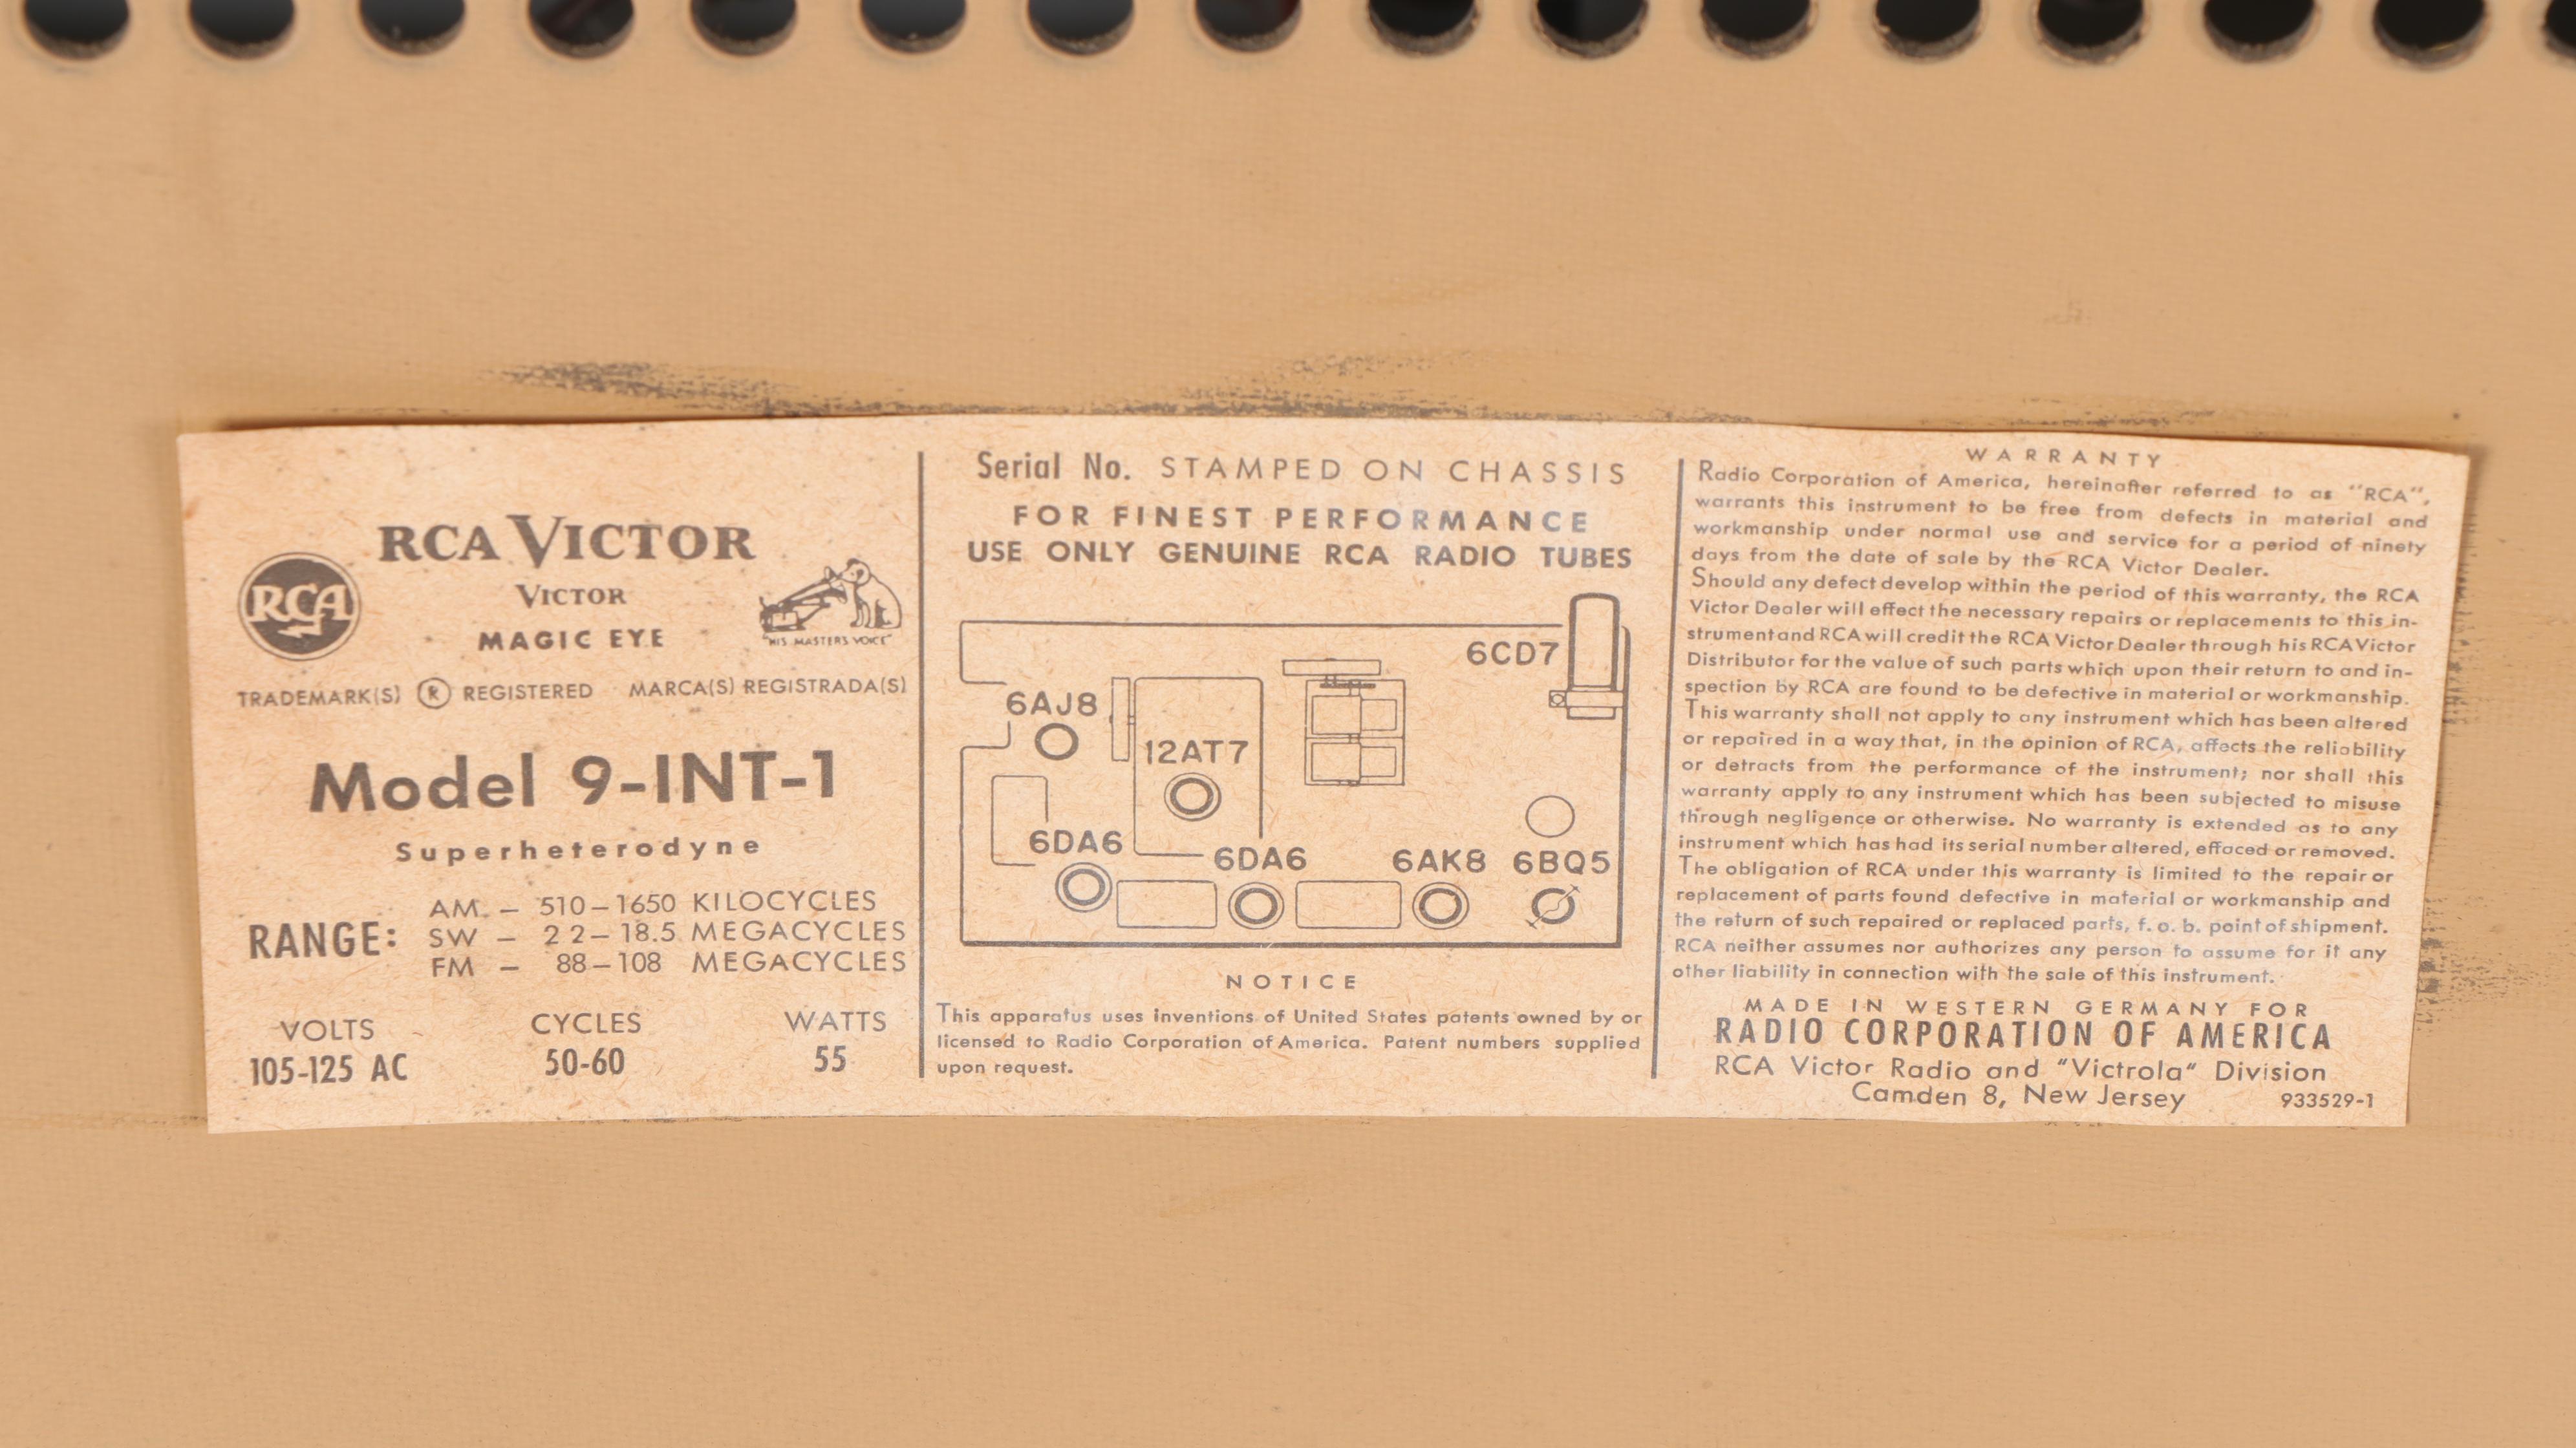 RCA VICTOR
RCA
VICTOR
MAGIC EYE
"HIS MASTER'S VOICE"
TRADEMARK(S) ® REGISTERED MARCA(S) REGISTRADA(S)
Model 9-INT-1
Superheterodyne
RANGE:
AM. – 510–1650 KILOCYCLES
SW – 2 2–18.5 MEGACYCLES
FM – 88–108 MEGACYCLES
VOLTS CYCLES WATTS
105-125 AC 50-60 55
Serial No. STAMPED ON CHASSIS
FOR FINEST PERFORMANCE
USE ONLY GENUINE RCA RADIO TUBES
6CD7
6AJ8
12AT7
6DA6 6DA6 6AK8 6BQ5
NOTICE
This apparatus uses inventions of United States patents owned by or
licensed to Radio Corporation of America. Patent numbers supplied
upon request.
WARRANTY
Radio Corporation of America, hereinafter referred to as "RCA",
warrants this instrument to be free from defects in material and
workmanship under normal use and service for a period of ninety
days from the date of sale by the RCA Victor Dealer.
Should any defect develop within the period of this warranty, the RCA
Victor Dealer will effect the necessary repairs or replacements to this in-
strument and RCA will credit the RCA Victor Dealer through his RCA Victor
Distributor for the value of such parts which upon their return to and in-
spection by RCA are found to be defective in material or workmanship.
This warranty shall not apply to any instrument which has been altered
or repaired in a way that, in the opinion of RCA, affects the reliability
or detracts from the performance of the instrument; nor shall this
warranty apply to any instrument which has been subjected to misuse
through negligence or otherwise. No warranty is extended as to any
instrument which has had its serial number altered, effaced or removed.
The obligation of RCA under this warranty is limited to the repair or
replacement of parts found defective in material or workmanship and
the return of such repaired or replaced parts, f. o. b. point of shipment.
RCA neither assumes nor authorizes any person to assume for it any
other liability in connection with the sale of this instrument.
MADE IN WESTERN GERMANY FOR
RADIO CORPORATION OF AMERICA
RCA Victor Radio and "Victrola" Division
Camden 8, New Jersey 933529-1